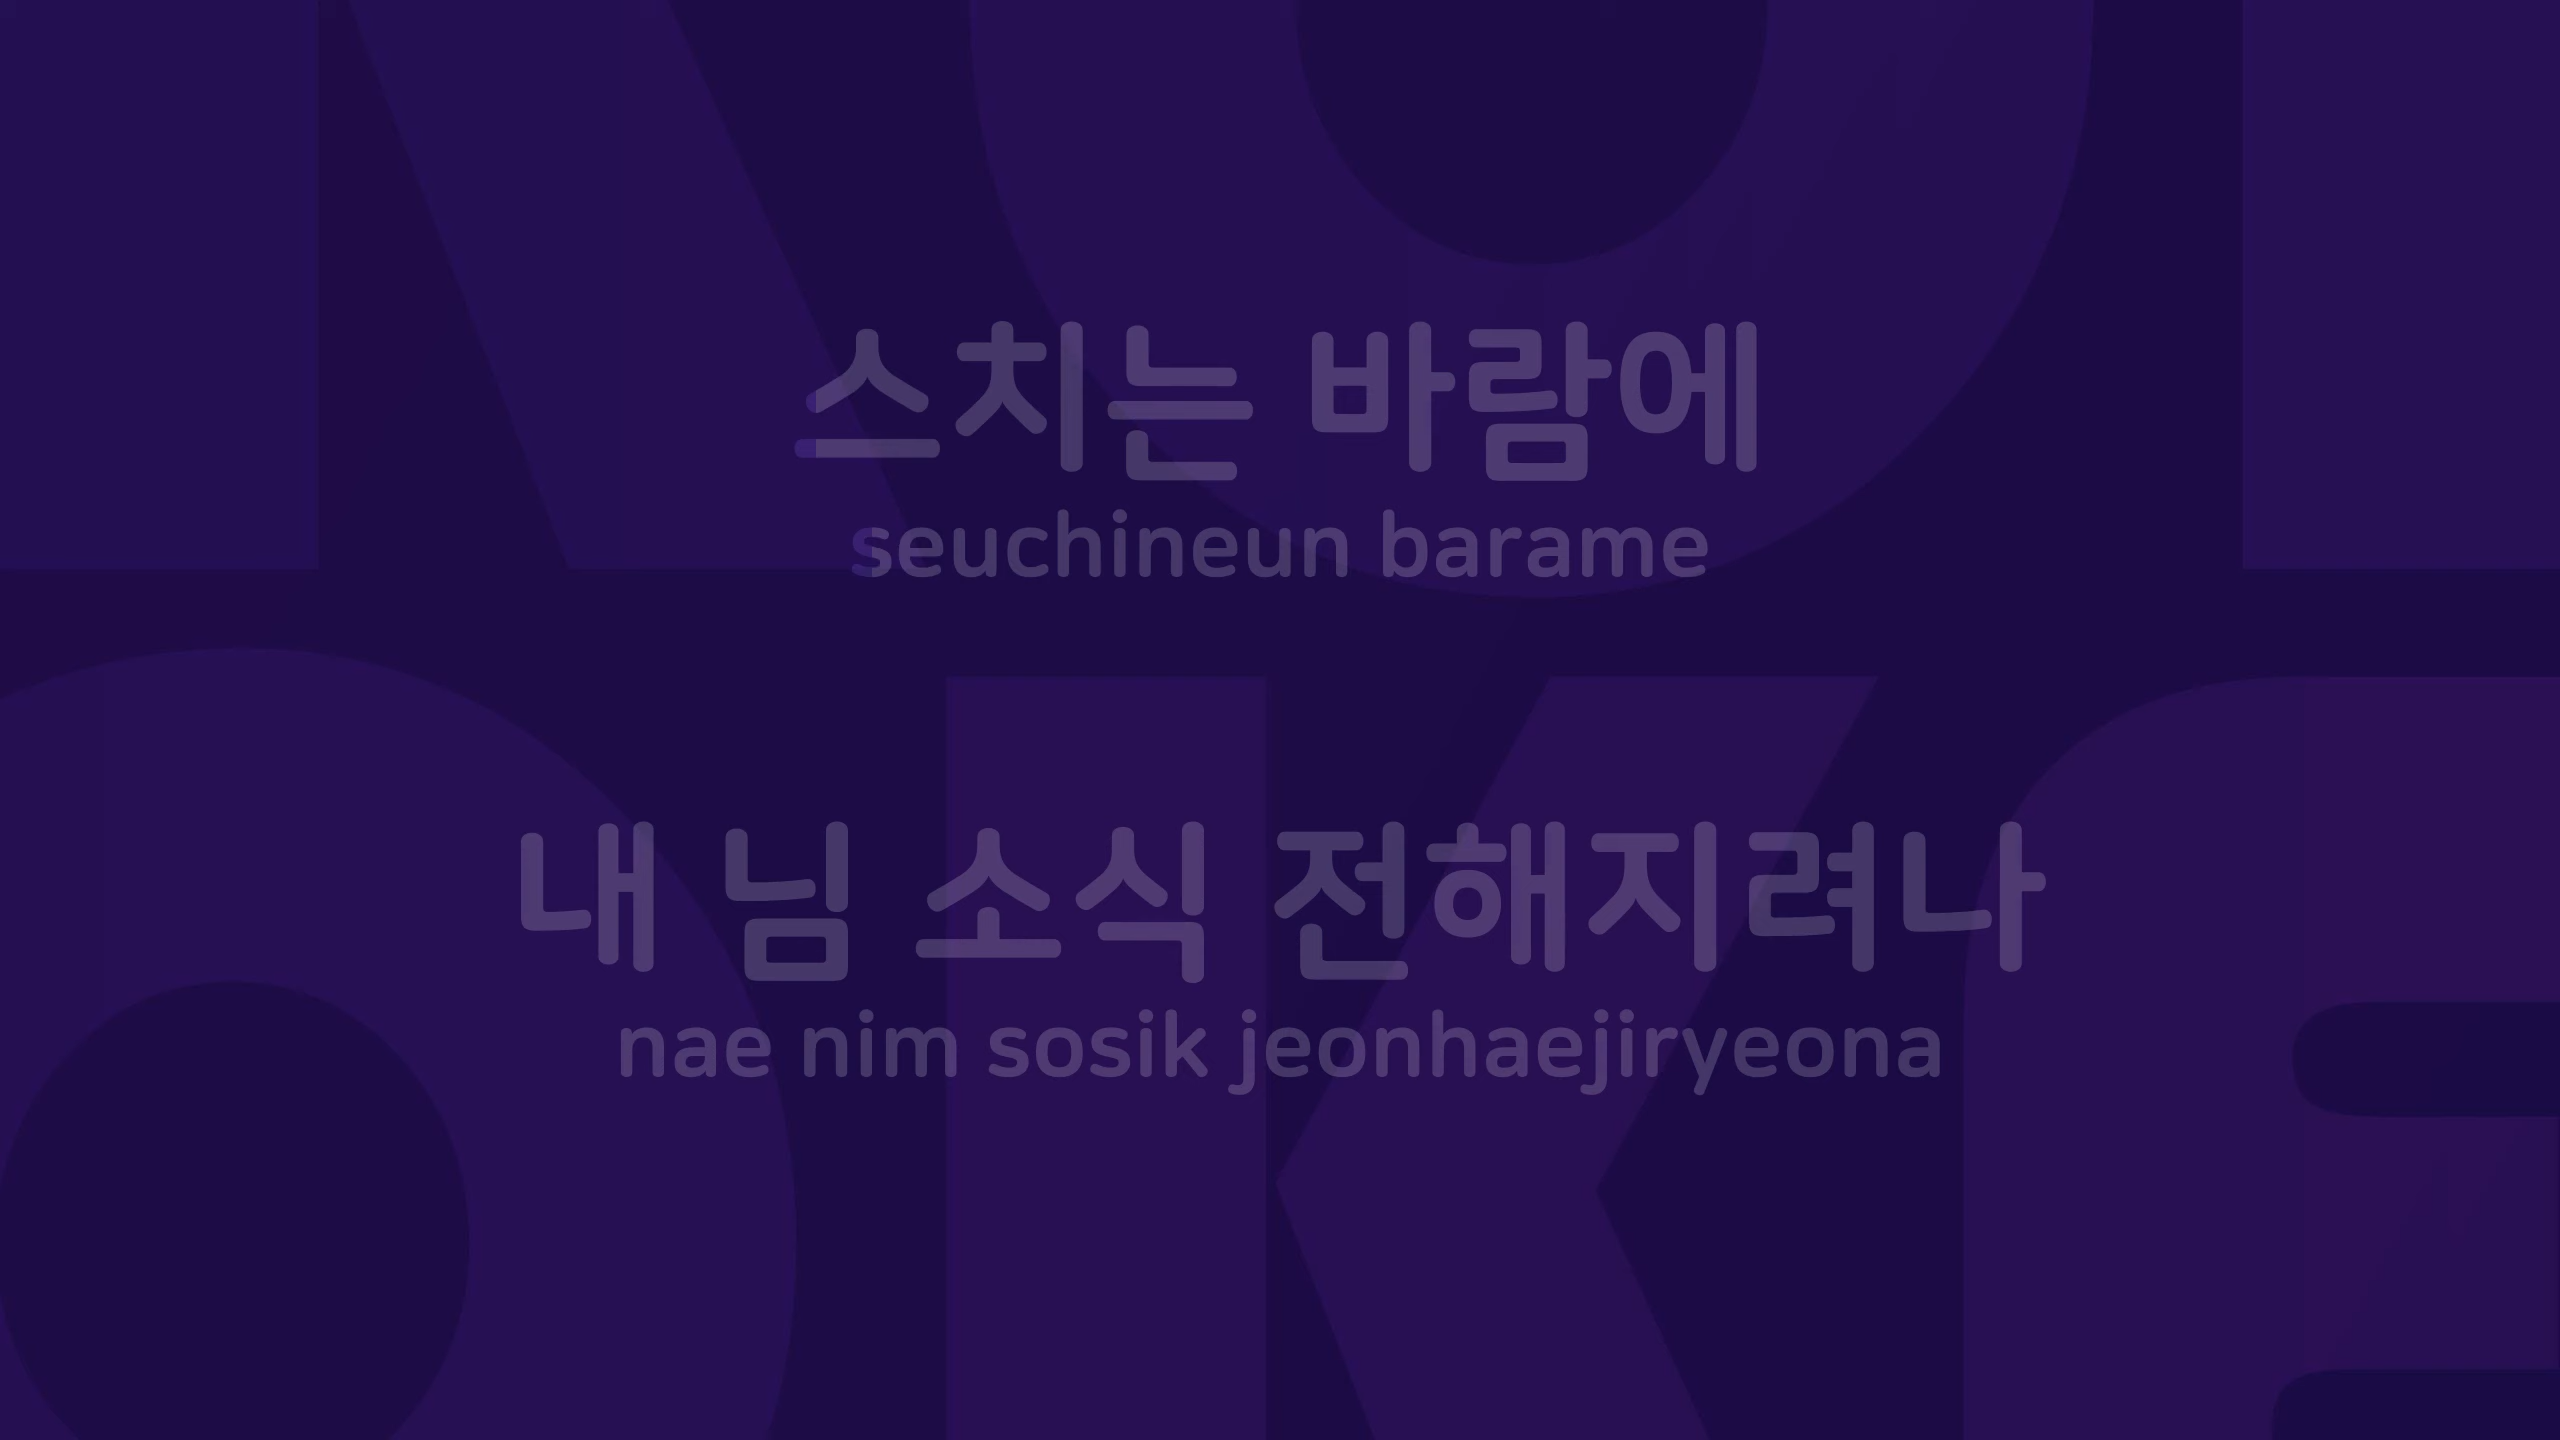 스치는 바람에
seuchineun barame
내 님 소식 전해지려나
nae nim sosik jeonhaejiryeona